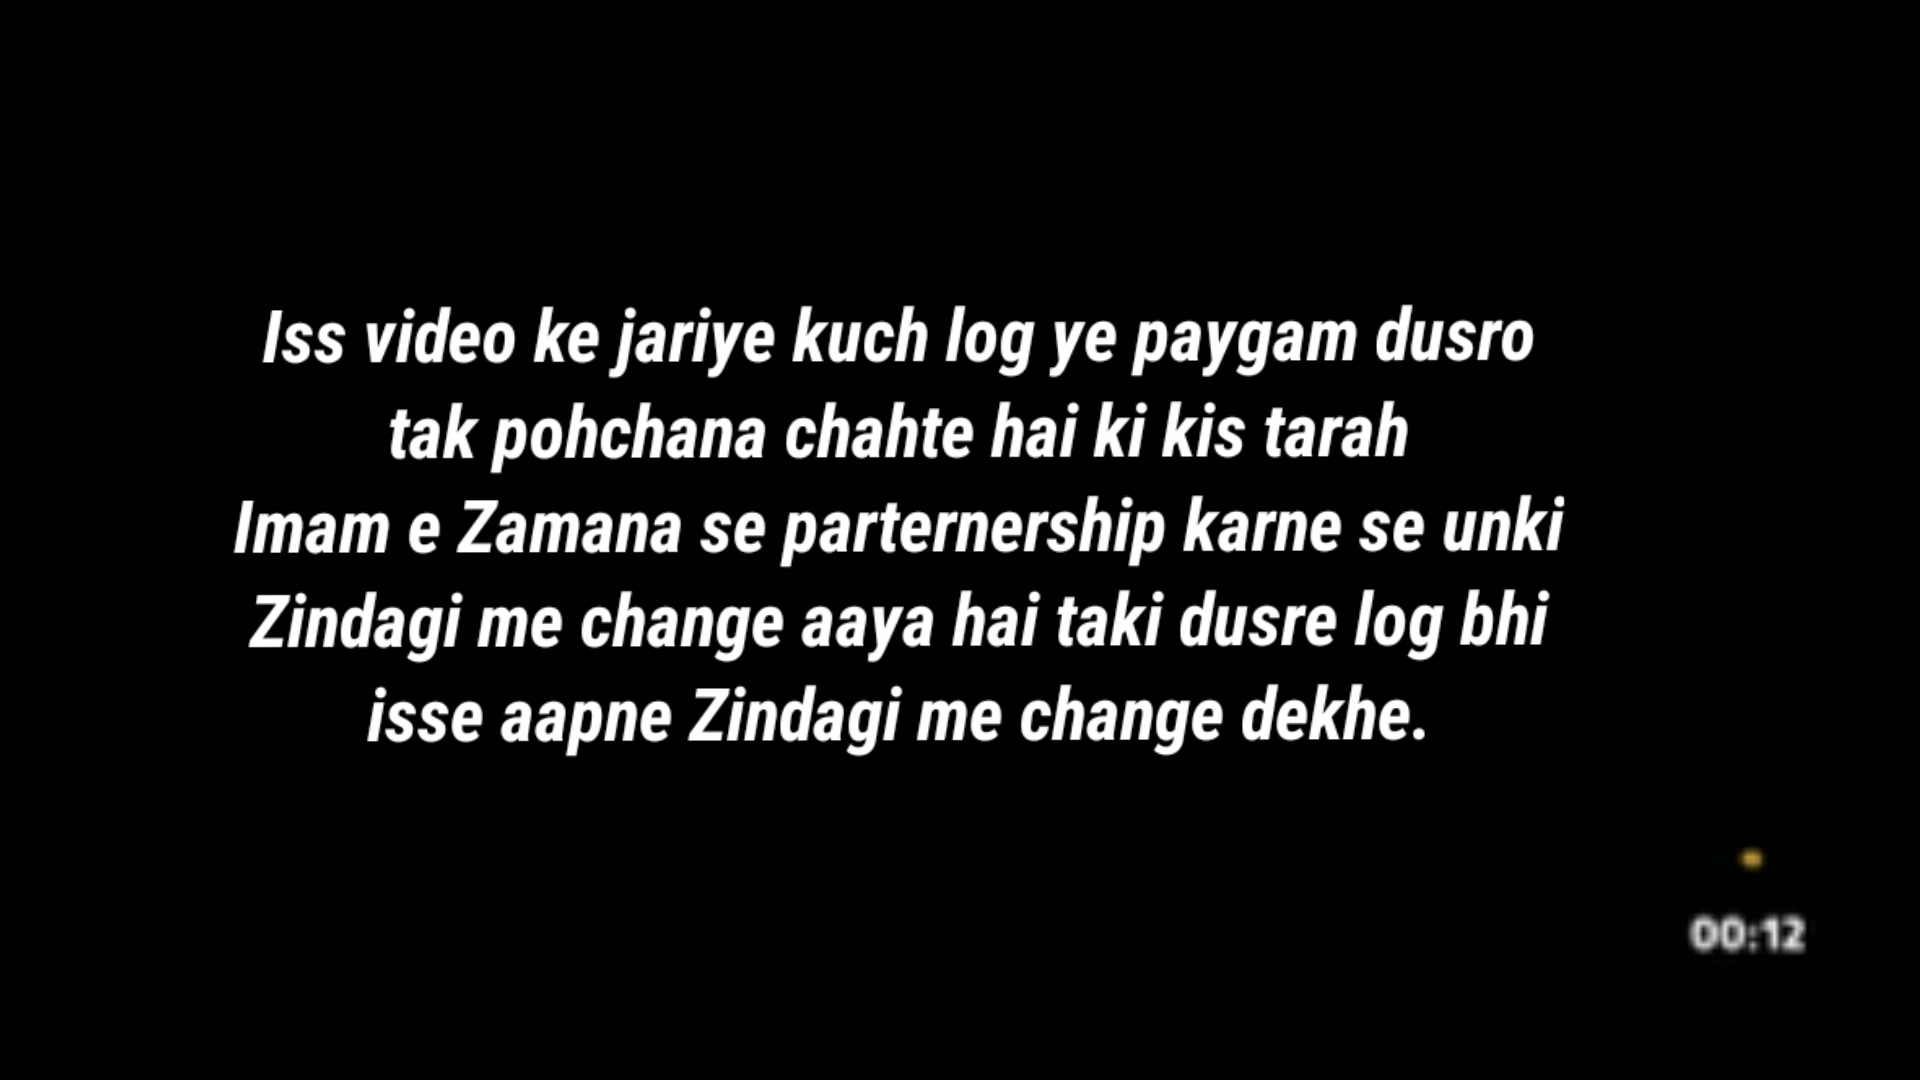 Iss video ke jariye kuch log ye paygam dusro
tak pohchana chahte hai ki kis tarah
Imam e Zamana se parternership karne se unki
Zindagi me change aaya hai taki dusre log bhi
isse aapne Zindagi me change dekhe.
00:12